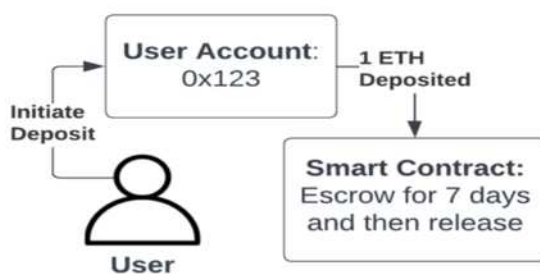 User Account:
0x123
1 ETH
Deposited
Initiate
Deposit
Smart Contract:
Escrow for 7 days
and then release
User